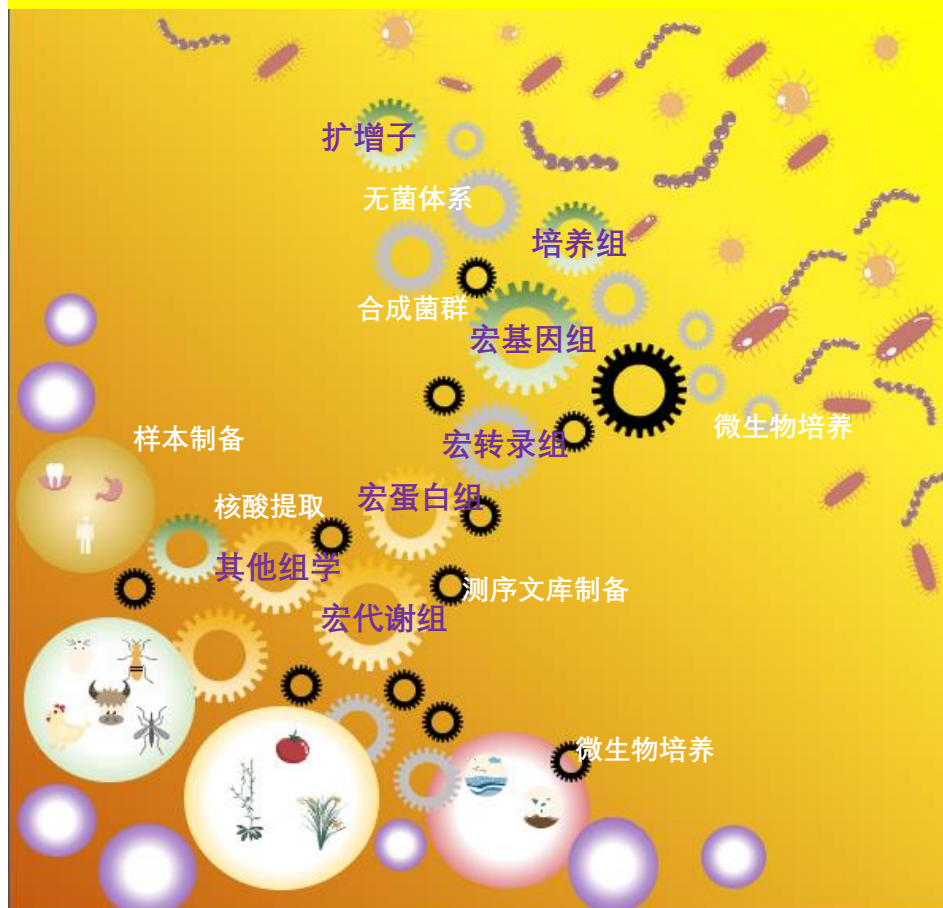 扩增子
无菌体系
培养组
合成菌群
宏基因组
微生物培养
样本制备
宏转录组
宏蛋白组
核酸提取
其他组学
测序文库制备
宏代谢组
微生物培养